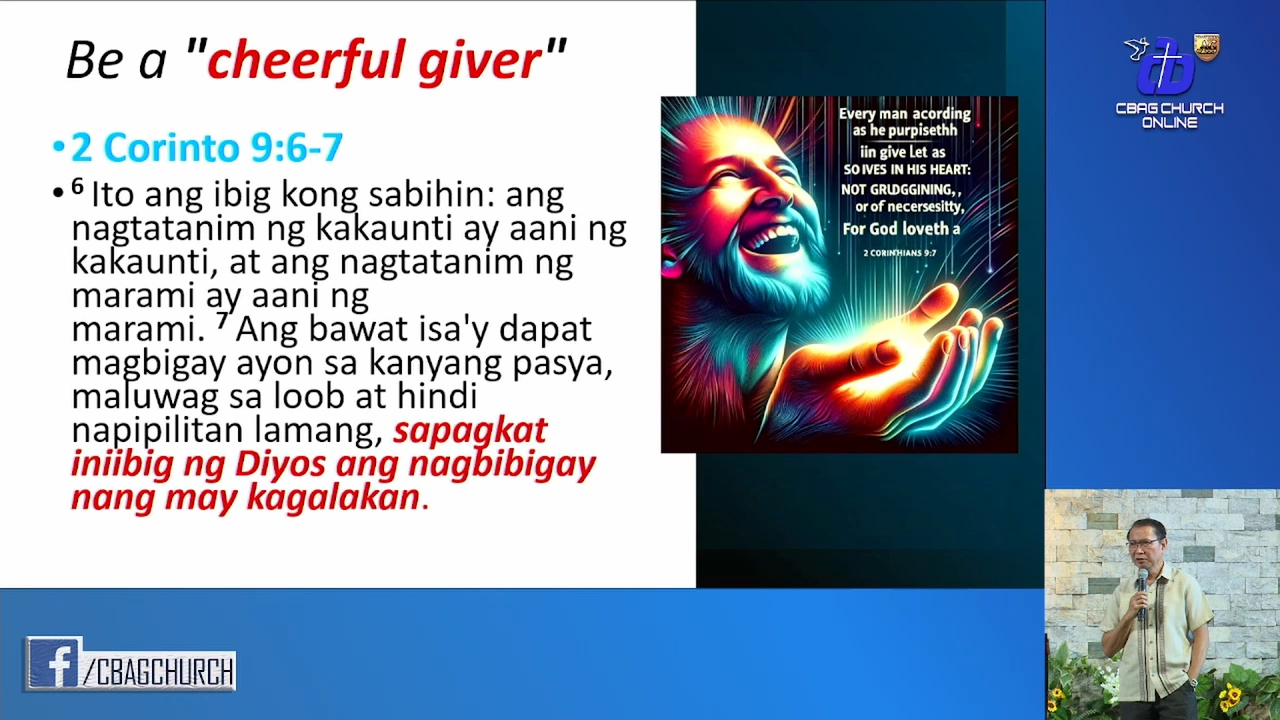 Be a "cheerful giver"
•2 Corinto 9:6-7
•⁶ Ito ang ibig kong sabihin: ang
nagtatanim ng kakaunti ay aani ng
kakaunti, at ang nagtatanim ng
marami ay aani ng
marami. ⁷ Ang bawat isa'y dapat
magbigay ayon sa kanyang pasya,
maluwag sa loob at hindi
napipilitan lamang, sapagkat
iniibig ng Diyos ang nagbibigay
nang may kagalakan.
Every man acording
as he purpisethh
iin give Let as
SO IVES IN HIS HEART:
NOT GRUDGGINING, ,
or of necersesitty,
For God loveth a
2 CORINTHIANS 9:7
CBAG CHURCH
ONLINE
f/CBAGCHURCH